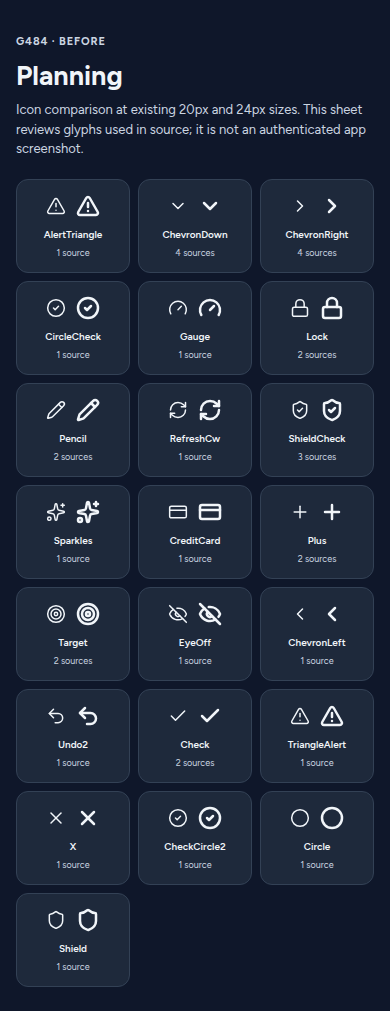 G484 · BEFORE
Planning
Icon comparison at existing 20px and 24px sizes. This sheet
reviews glyphs used in source; it is not an authenticated app
screenshot.
AlertTriangle
1 source
ChevronDown
4 sources
ChevronRight
4 sources
CircleCheck
1 source
Gauge
1 source
Lock
2 sources
Pencil
2 sources
RefreshCw
1 source
ShieldCheck
3 sources
Sparkles
1 source
CreditCard
1 source
Plus
2 sources
Target
2 sources
EyeOff
1 source
ChevronLeft
1 source
Undo2
1 source
Check
2 sources
TriangleAlert
1 source
X
1 source
CheckCircle2
1 source
Circle
1 source
Shield
1 source